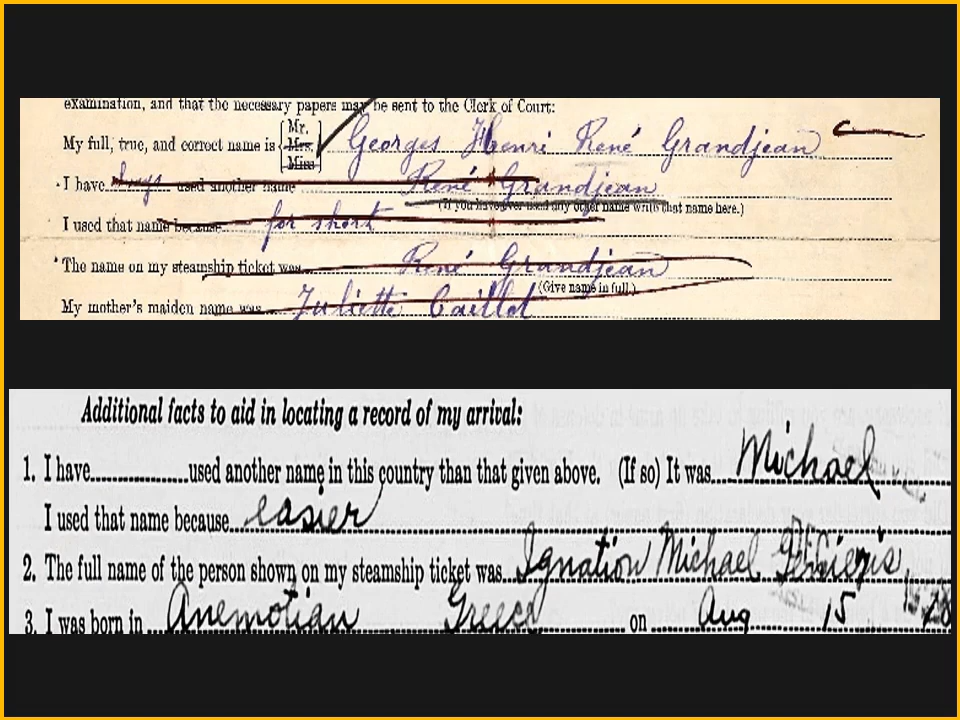 examination, and that the necessary papers may be sent to the Clerk of Court:
My full, true, and correct name is Mr. Mrs. Miss Georges Henri René Grandjean
I have used another name René Grandjean
(If you have ever used any other name write that name here.)
I used that name because for short
The name on my steamship ticket was René Grandjean
(Give name in full.)
My mother's maiden name was Juliette Caillot
Additional facts to aid in locating a record of my arrival:
1. I have used another name in this country than that given above. (If so) It was Michael
I used that name because easier
2. The full name of the person shown on my steamship ticket was Ignation Michael
3. I was born in Anemotian Greece on Aug 15